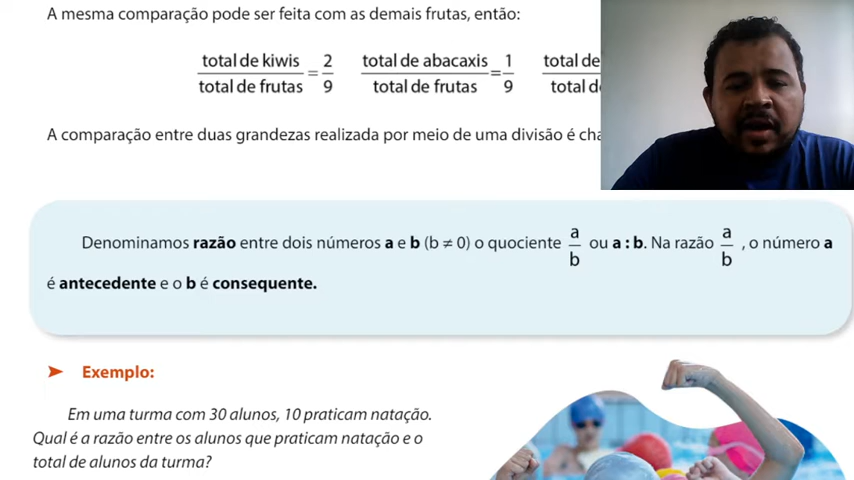 A mesma comparação pode ser feita com as demais frutas, então:
total de kiwis / total de frutas = 2/9 total de abacaxis / total de frutas = 1/9 total de
A comparação entre duas grandezas realizada por meio de uma divisão é
Denominamos razão entre dois números a e b (b ≠ 0) o quociente a/b ou a : b. Na razão a/b , o número a
é antecedente e o b é consequente.
➤ Exemplo:
Em uma turma com 30 alunos, 10 praticam natação.
Qual é a razão entre os alunos que praticam natação e o
total de alunos da turma?